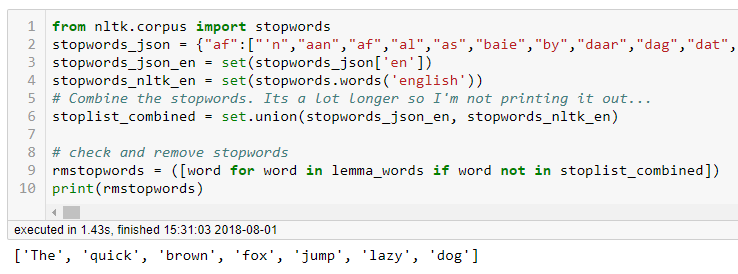 1 from nltk.corpus import stopwords
2 stopwords_json = {"af":["'n","aan","af","al","as","baie","by","daar","dag","dat",
3 stopwords_json_en = set(stopwords_json['en'])
4 stopwords_nltk_en = set(stopwords.words('english'))
5 # Combine the stopwords. Its a lot longer so I'm not printing it out...
6 stoplist_combined = set.union(stopwords_json_en, stopwords_nltk_en)
7
8 # check and remove stopwords
9 rmstopwords = ([word for word in lemma_words if word not in stoplist_combined])
10 print(rmstopwords)
executed in 1.43s, finished 15:31:03 2018-08-01
['The', 'quick', 'brown', 'fox', 'jump', 'lazy', 'dog']